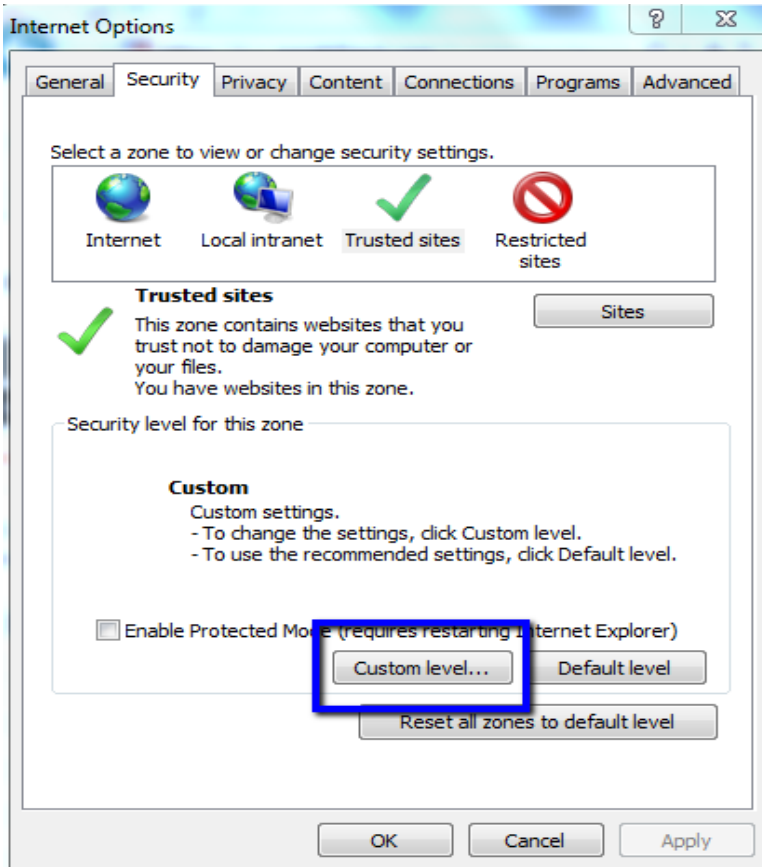 Internet Options
?
General Security Privacy Content Connections Programs Advanced
Select a zone to view or change security settings.
Internet Local intranet Trusted sites Restricted
sites
Trusted sites
Sites
This zone contains websites that you
trust not to damage your computer or
your files.
You have websites in this zone.
Security level for this zone
Custom
Custom settings.
- To change the settings, click Custom level.
- To use the recommended settings, click Default level.
Enable Protected Mode (requires restarting Internet Explorer)
Custom level... Default level
Reset all zones to default level
OK Cancel Apply